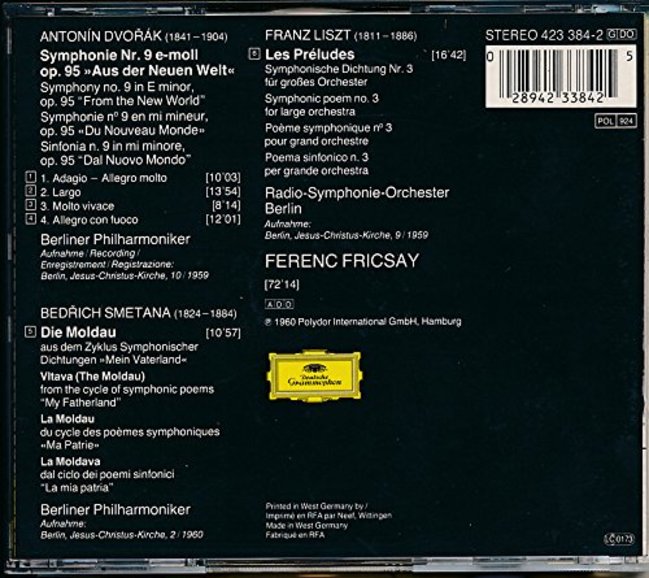 ANTONÍN DVOŘÁK (1841–1904)
Symphonie Nr. 9 e-moll
op. 95 »Aus der Neuen Welt«
Symphony no. 9 in E minor,
op. 95 “From the New World”
Symphonie nº 9 en mi mineur,
op. 95 «Du Nouveau Monde»
Sinfonia n. 9 in mi minore,
op. 95 “Dal Nuovo Mondo”
1 1. Adagio – Allegro molto [10'03]
2 2. Largo [13'54]
3 3. Molto vivace [8'14]
4 4. Allegro con fuoco [12'01]
Berliner Philharmoniker
Aufnahme / Recording /
Enregistrement / Registrazione:
Berlin, Jesus-Christus-Kirche, 10 / 1959
BEDŘICH SMETANA (1824–1884)
5 Die Moldau [10'57]
aus dem Zyklus Symphonischer
Dichtungen »Mein Vaterland«
Vltava (The Moldau)
from the cycle of symphonic poems
“My Fatherland”
La Moldau
du cycle des poèmes symphoniques
«Ma Patrie»
La Moldava
dal ciclo dei poemi sinfonici
“La mia patria”
Berliner Philharmoniker
Aufnahme:
Berlin, Jesus-Christus-Kirche, 2 / 1960
FRANZ LISZT (1811–1886)
6 Les Préludes [16'42]
Symphonische Dichtung Nr. 3
für großes Orchester
Symphonic poem no. 3
for large orchestra
Poème symphonique nº 3
pour grand orchestre
Poema sinfonico n. 3
per grande orchestra
Radio-Symphonie-Orchester
Berlin
Aufnahme:
Berlin, Jesus-Christus-Kirche, 9 / 1959
FERENC FRICSAY
[72'14]
ADD
℗ 1960 Polydor International GmbH, Hamburg
Deutsche
Grammophon
Printed in West Germany by /
Imprimé en RFA par Neef, Wittingen
Made in West Germany
Fabriqué en RFA
STEREO 423 384-2 GDO
0 28942 33842 5
POL 924
LC 0173